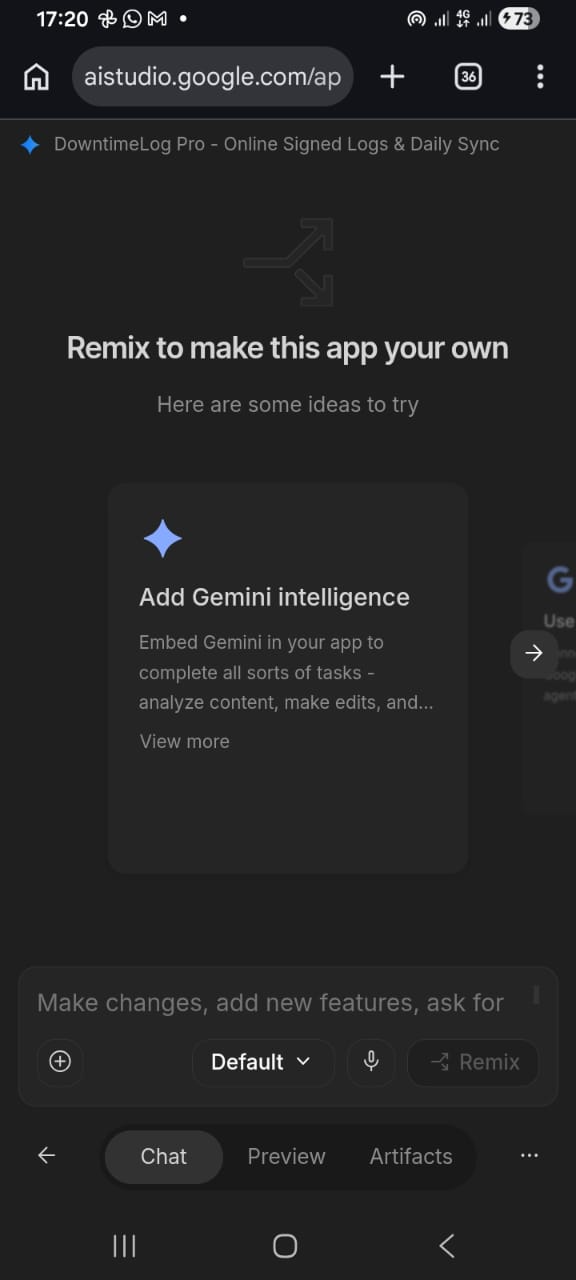 17:20
4G
73
aistudio.google.com/ap
36
DowntimeLog Pro - Online Signed Logs & Daily Sync
Remix to make this app your own
Here are some ideas to try
Add Gemini intelligence
Embed Gemini in your app to
complete all sorts of tasks -
analyze content, make edits, and...
View more
Use
Make changes, add new features, ask for
Default
Remix
Chat
Preview
Artifacts